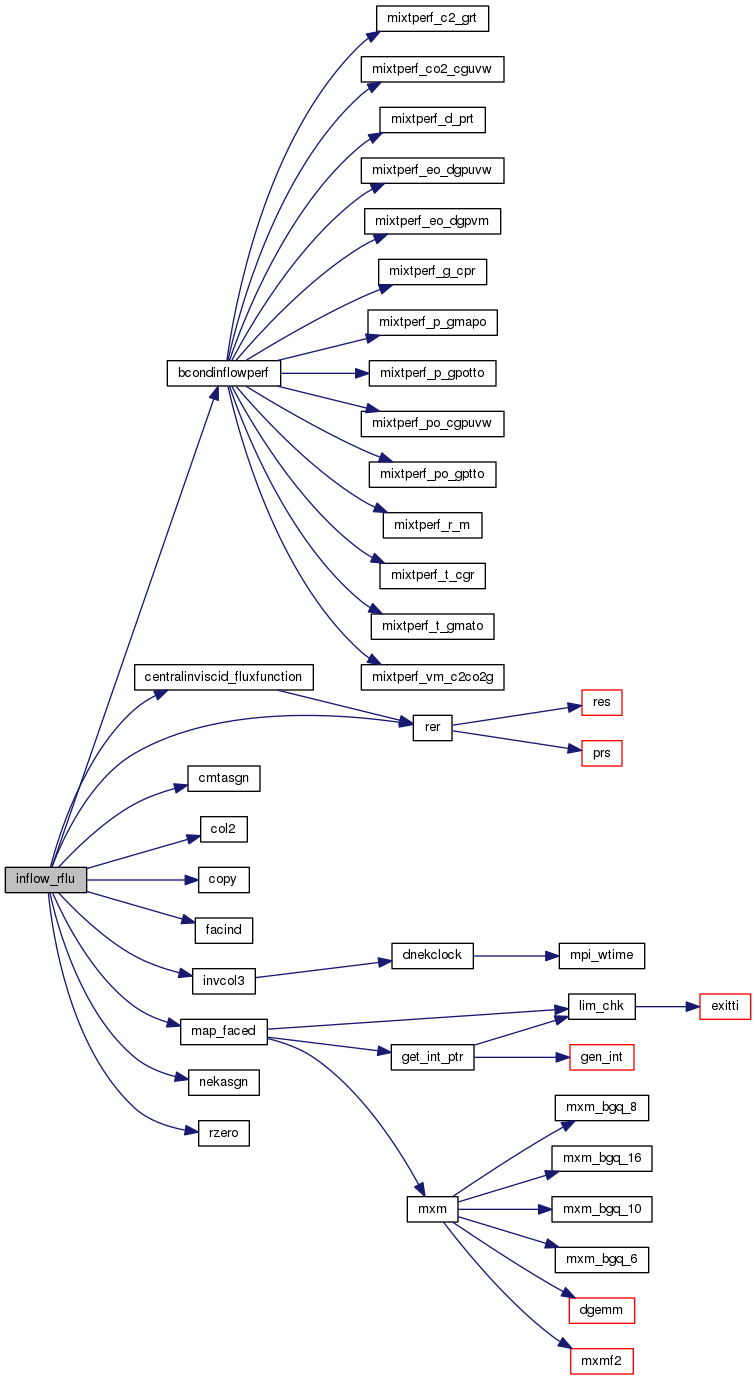 mixtperf_c2_grt
mixtperf_co2_cguvw
mixtperf_d_prt
mixtperf_eo_dgpuvw
mixtperf_eo_dgpvm
mixtperf_g_cpr
mixtperf_p_gmapo
bcondinflowperf
mixtperf_p_gpotto
mixtperf_po_cgpuvw
mixtperf_po_gptto
mixtperf_r_m
mixtperf_t_cgr
mixtperf_t_gmato
mixtperf_vm_c2co2g
centralinviscid_fluxfunction
res
rer
prs
cmtasgn
col2
inflow_rflu
copy
facind
dnekclock
mpi_wtime
invcol3
lim_chk
exitti
map_faced
get_int_ptr
gen_int
nekasgn
mxm_bgq_8
rzero
mxm_bgq_16
mxm
mxm_bgq_10
mxm_bgq_6
dgemm
mxmf2